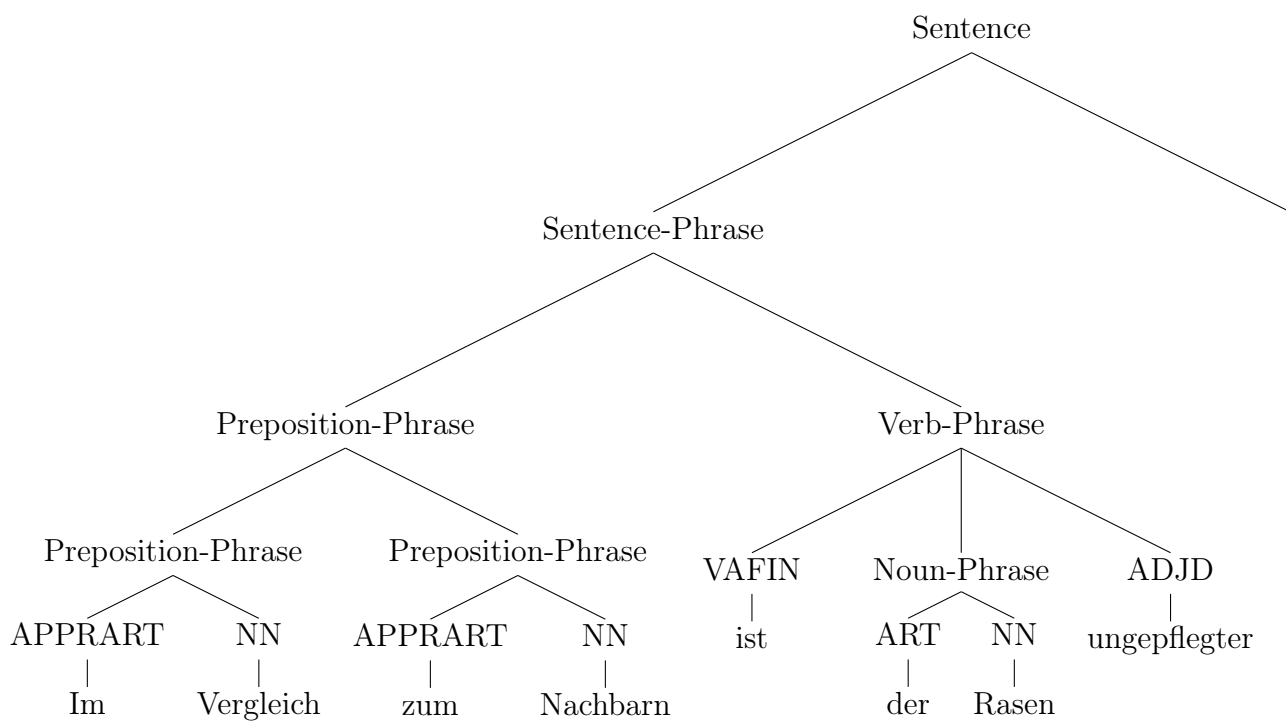 Sentence
Sentence-Phrase
Preposition-Phrase Verb-Phrase
Preposition-Phrase Preposition-Phrase VAFIN Noun-Phrase ADJD
APPRART NN APPRART NN ist ART NN ungepflegter
Im Vergleich zum Nachbarn der Rasen